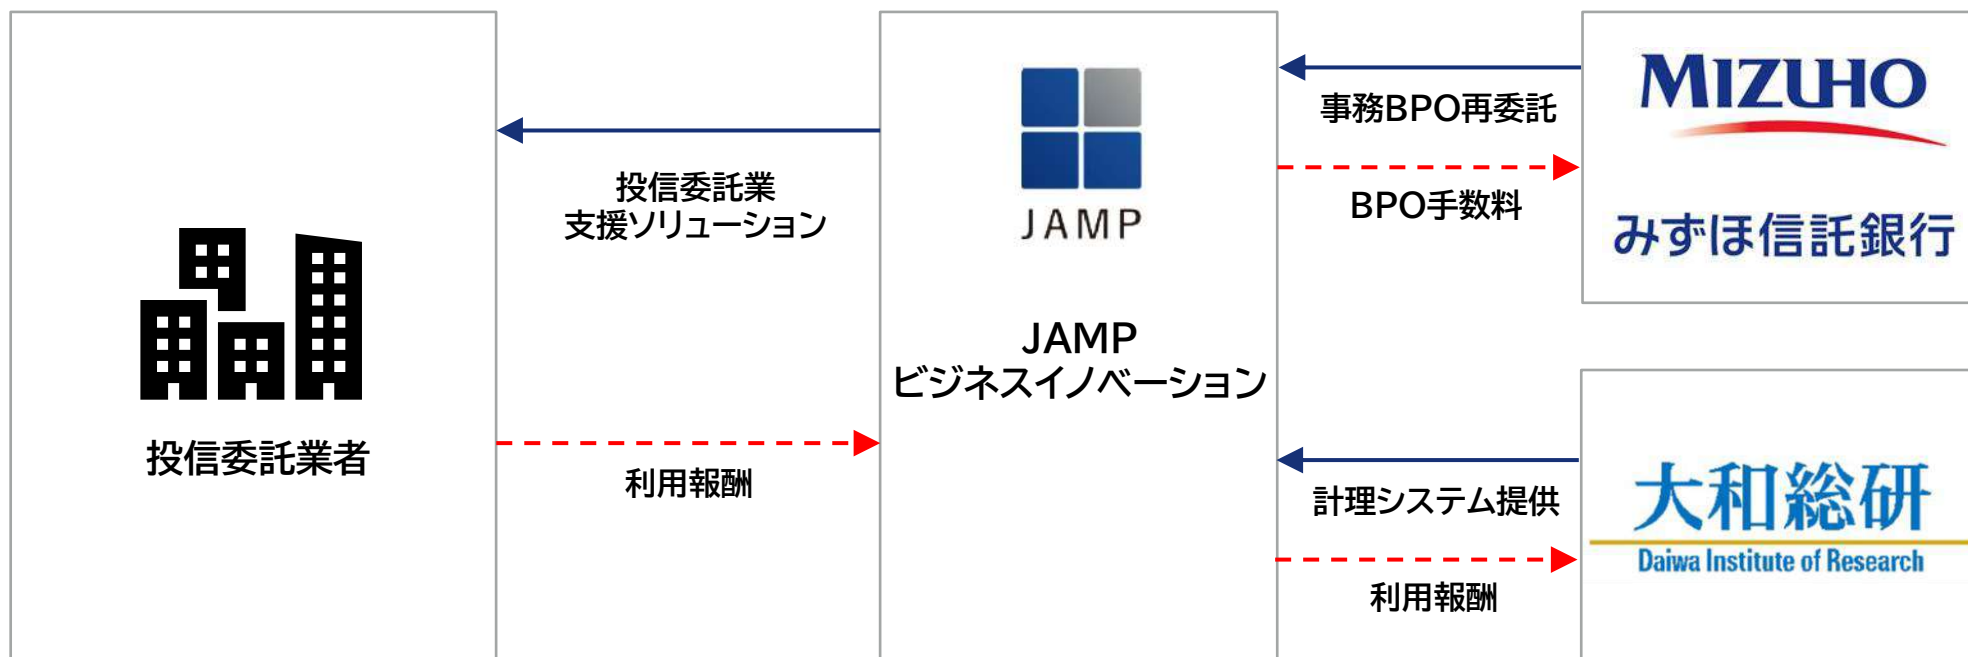 投信委託業者
投信委託業
支援ソリューション
利用報酬
JAMP
JAMP
ビジネスイノベーション
事務BPO再委託
BPO手数料
計理システム提供
利用報酬
MIZUHO
みずほ信託銀行
大和総研
Daiwa Institute of Research